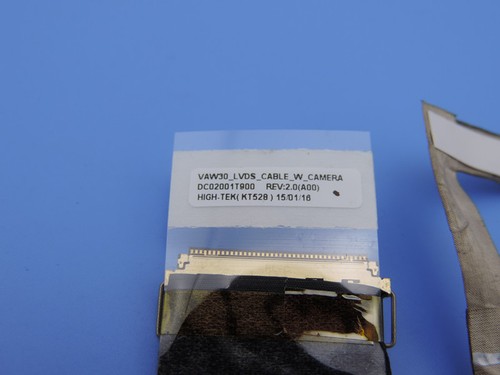 VAW30_LVDS_CABLE_W_CAMERA
DC02001T900 REV:2.0(A00)
HIGH-TEK( KT528 ) 15/01/16